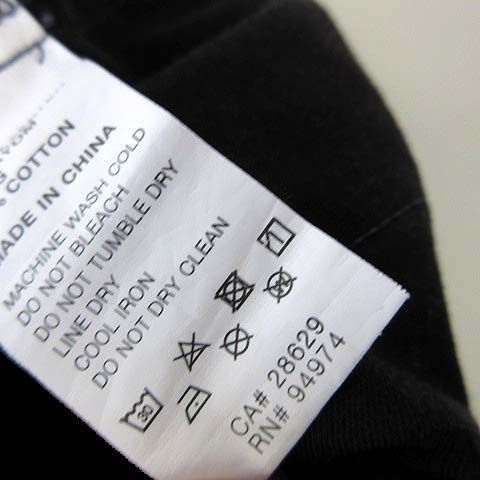 COTTON
MADE IN CHINA
MACHINE WASH COLD
DO NOT BLEACH
DO NOT TUMBLE DRY
LINE DRY
COOL IRON
DO NOT DRY CLEAN
30
CA# 28629
RN# 94974